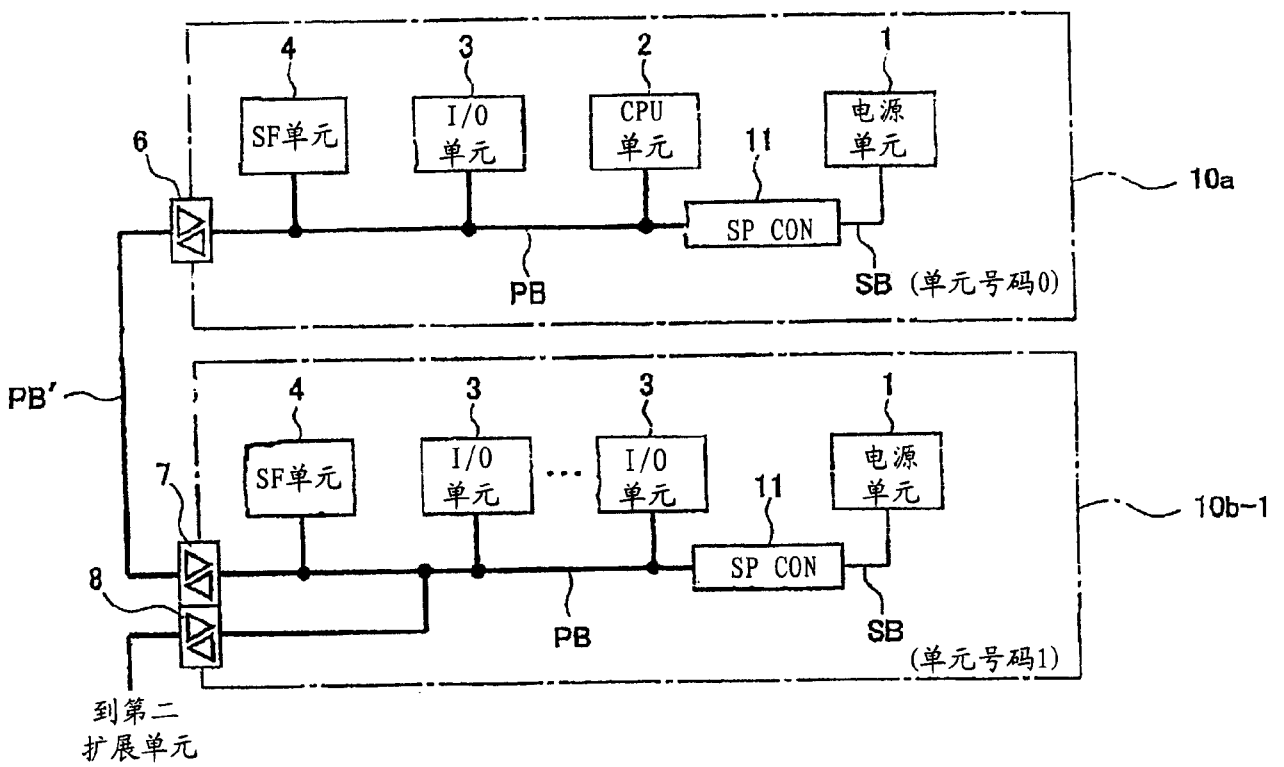 4
3
2
1
SF单元
I/O
单元
CPU
单元
电源
单元
6
11
10a
SP CON
PB
SB
(单元号码0)
PB'
4
3
3
1
SF单元
I/O
单元
...
I/O
单元
电源
单元
7
11
10b-1
SP CON
8
PB
SB
(单元号码1)
到第二
扩展单元